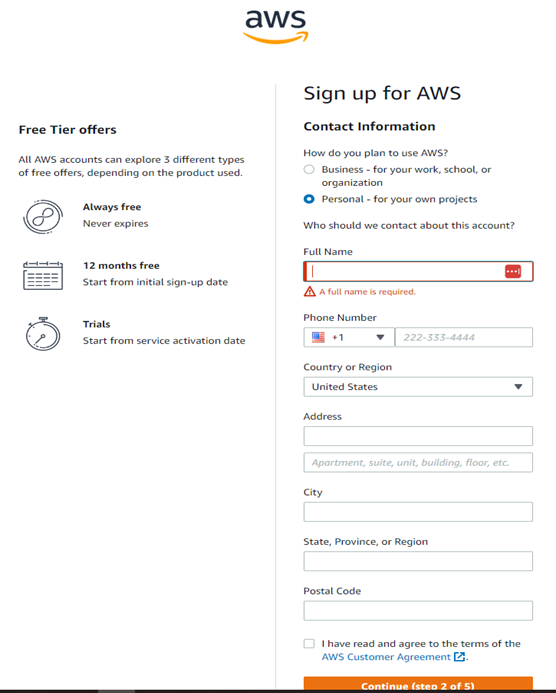 aws
Free Tier offers
All AWS accounts can explore 3 different types
of free offers, depending on the product used.
Always free
Never expires
12 months free
Start from initial sign-up date
Trials
Start from service activation date
Sign up for AWS
Contact Information
How do you plan to use AWS?
Business - for your work, school, or
organization
Personal - for your own projects
Who should we contact about this account?
Full Name
A full name is required.
Phone Number
+1
222-333-4444
Country or Region
United States
Address
Apartment, suite, unit, building, floor, etc.
City
State, Province, or Region
Postal Code
I have read and agree to the terms of the
AWS Customer Agreement.
Continue (step 2 of 5)